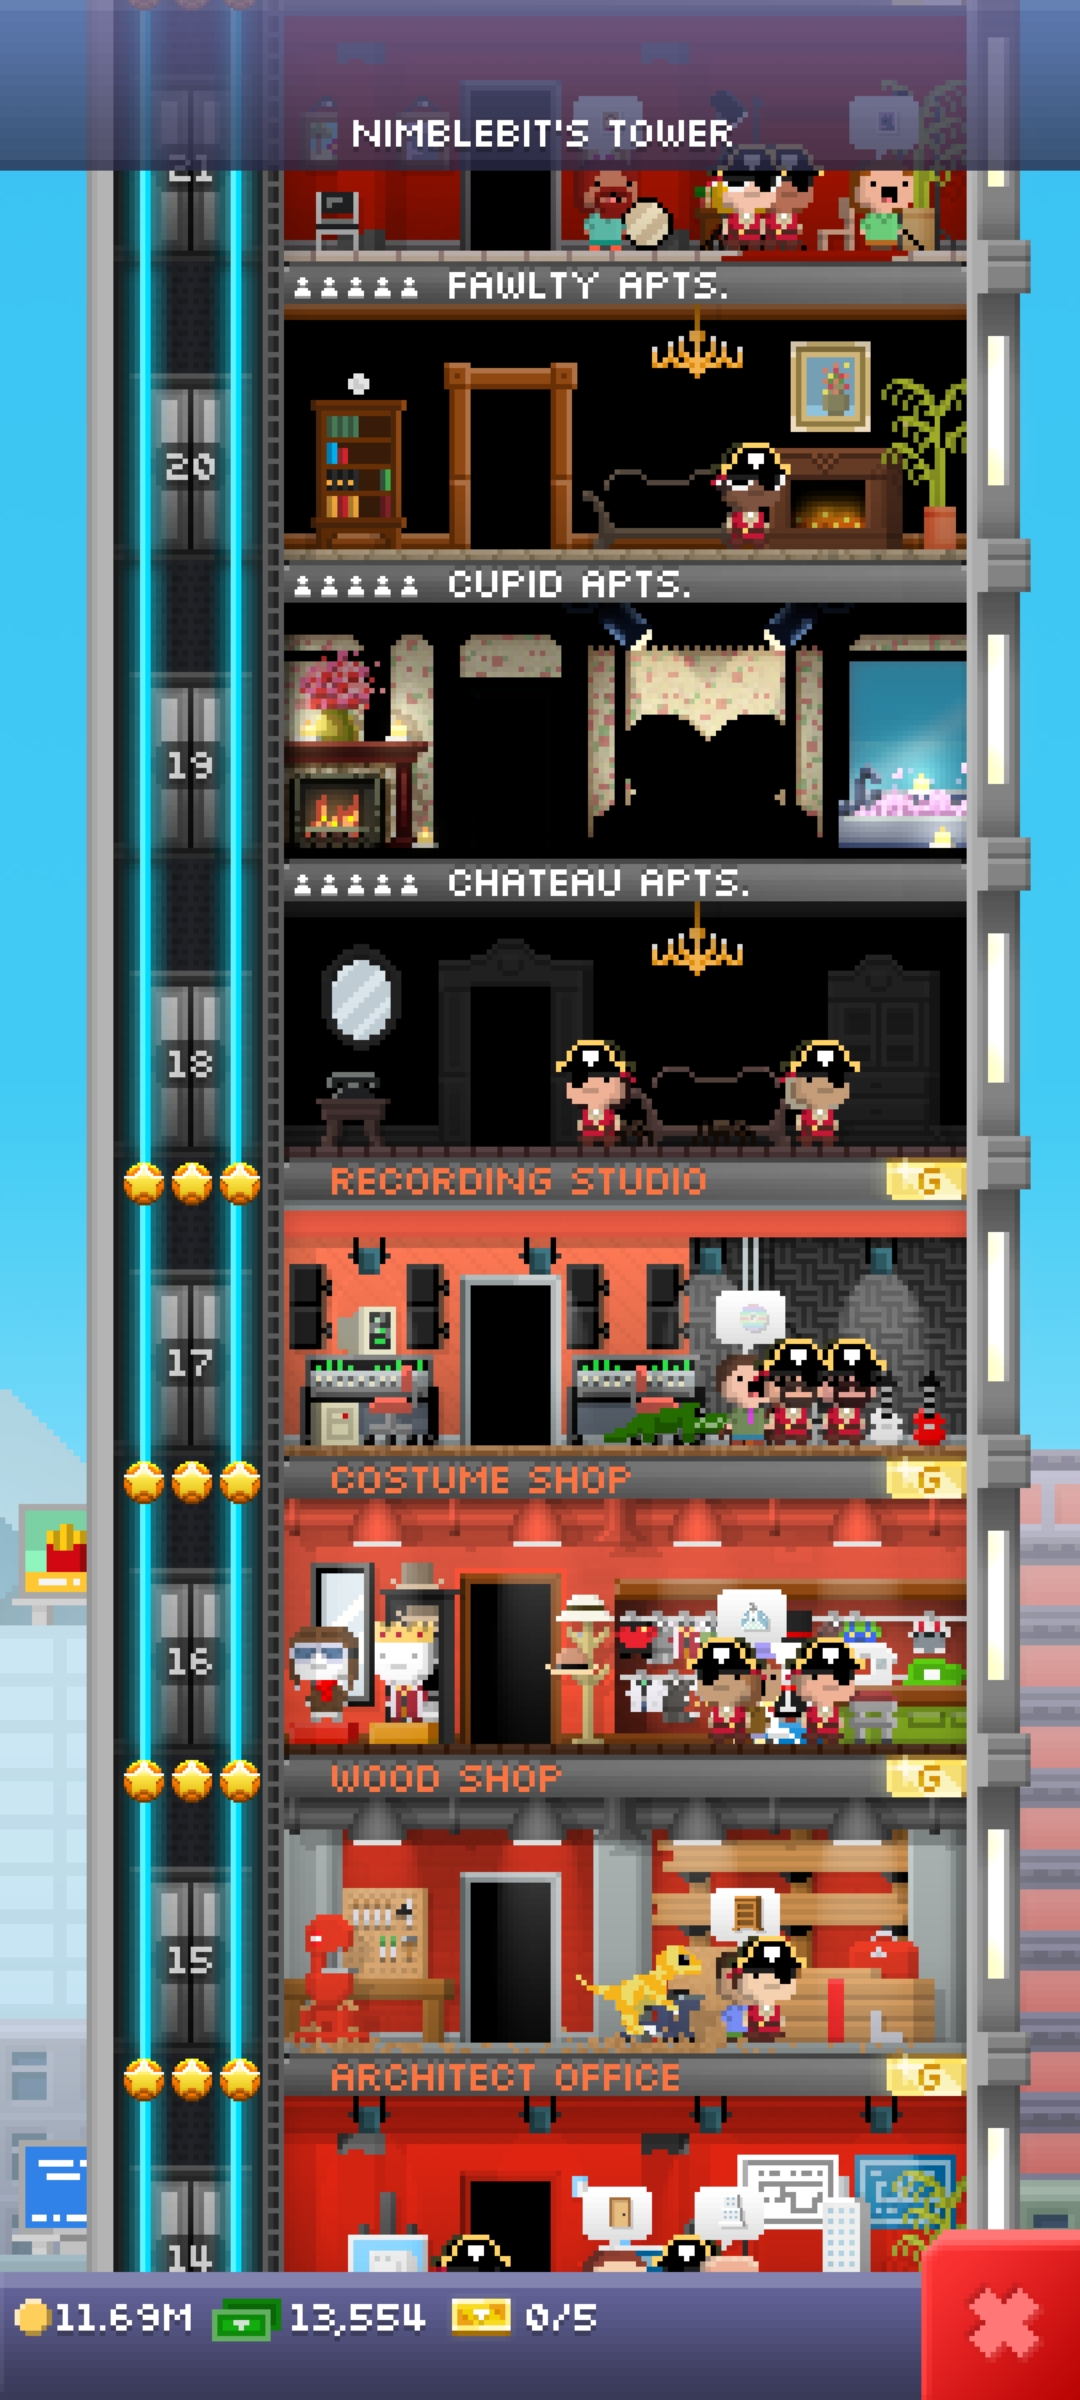 NIMBLEBIT'S TOWER
21
FAWLTY APTS.
20
CUPID APTS.
19
CHATEAU APTS.
18
RECORDING STUDIO G
17
COSTUME SHOP G
16
WOOD SHOP G
15
ARCHITECT OFFICE G
14
11.69M 13,554 0/5